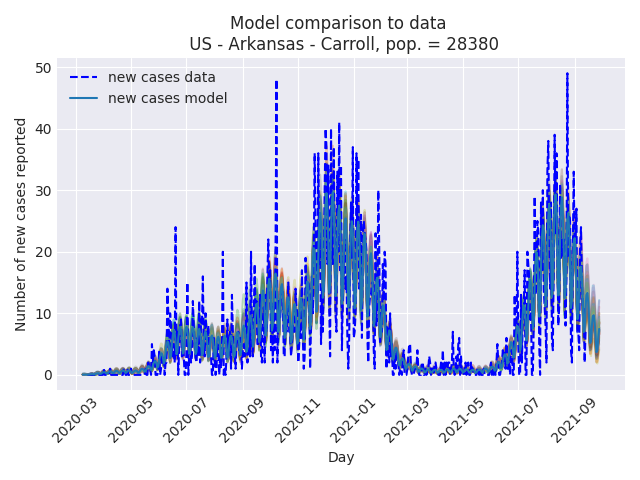 Model comparison to data
US - Arkansas - Carroll, pop. = 28380
new cases data
new cases model
Number of new cases reported
50
40
30
20
10
0
2020-03
2020-05
2020-07
2020-09
2020-11
2021-01
2021-03
2021-05
2021-07
2021-09
Day